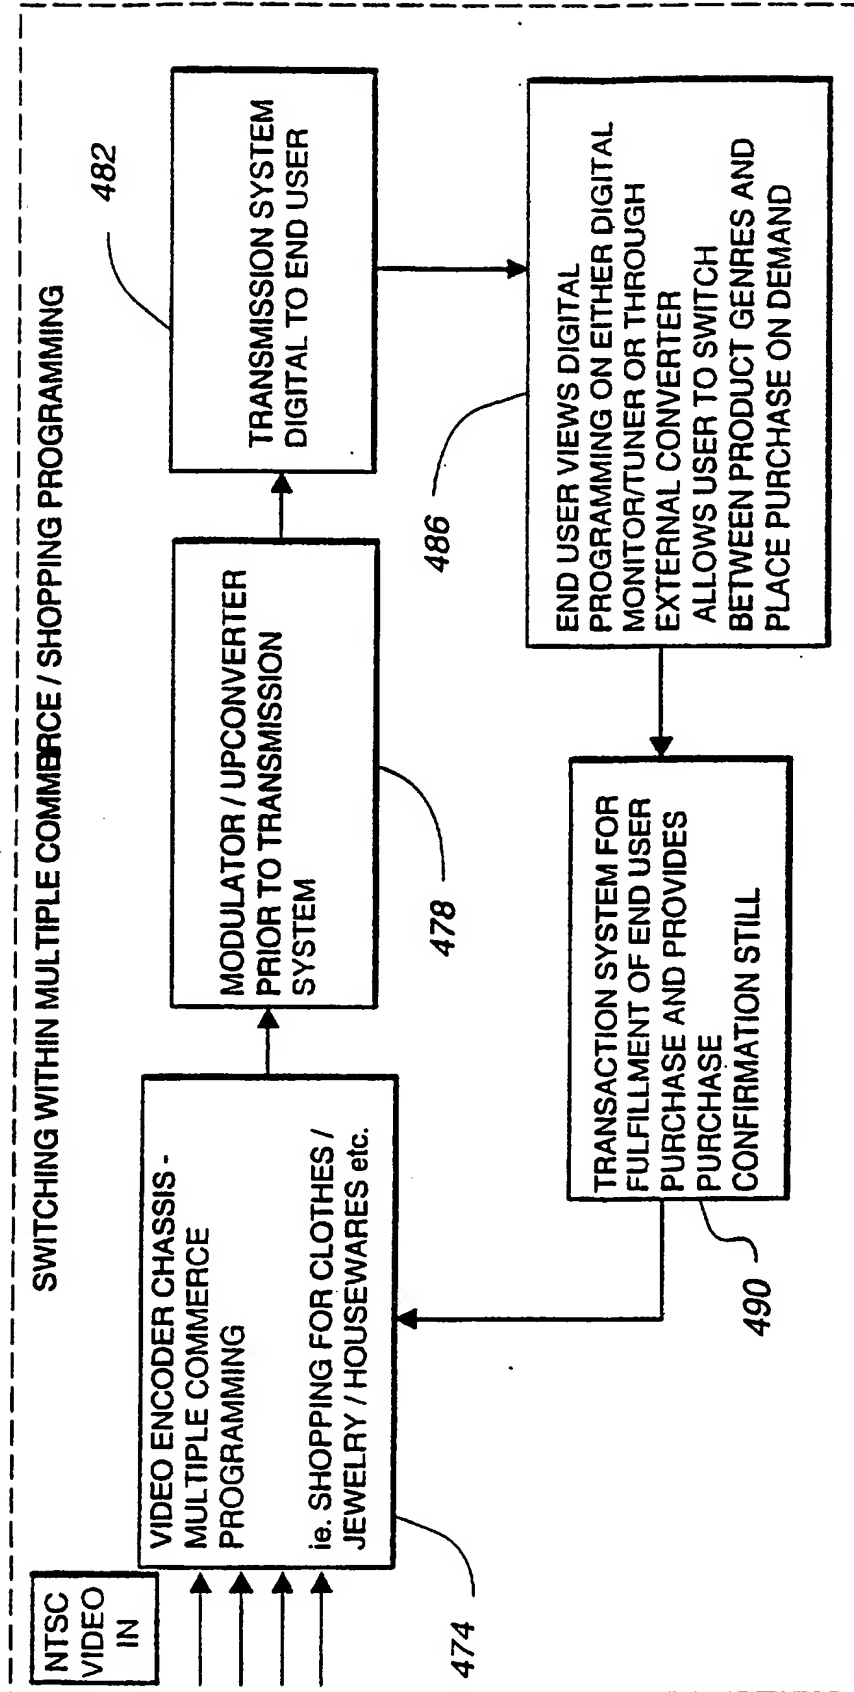 SWITCHING WITHIN MULTIPLE COMMERCE / SHOPPING PROGRAMMING
NTSC
VIDEO
IN
VIDEO ENCODER CHASSIS -
MULTIPLE COMMERCE
PROGRAMMING
ie. SHOPPING FOR CLOTHES /
JEWELRY / HOUSEWARES etc.
474
MODULATOR / UPCONVERTER
PRIOR TO TRANSMISSION
SYSTEM
478
TRANSMISSION SYSTEM
DIGITAL TO END USER
482
END USER VIEWS DIGITAL
PROGRAMMING ON EITHER DIGITAL
MONITOR/TUNER OR THROUGH
EXTERNAL CONVERTER
ALLOWS USER TO SWITCH
BETWEEN PRODUCT GENRES AND
PLACE PURCHASE ON DEMAND
486
TRANSACTION SYSTEM FOR
FULFILLMENT OF END USER
PURCHASE AND PROVIDES
PURCHASE
CONFIRMATION STILL
490